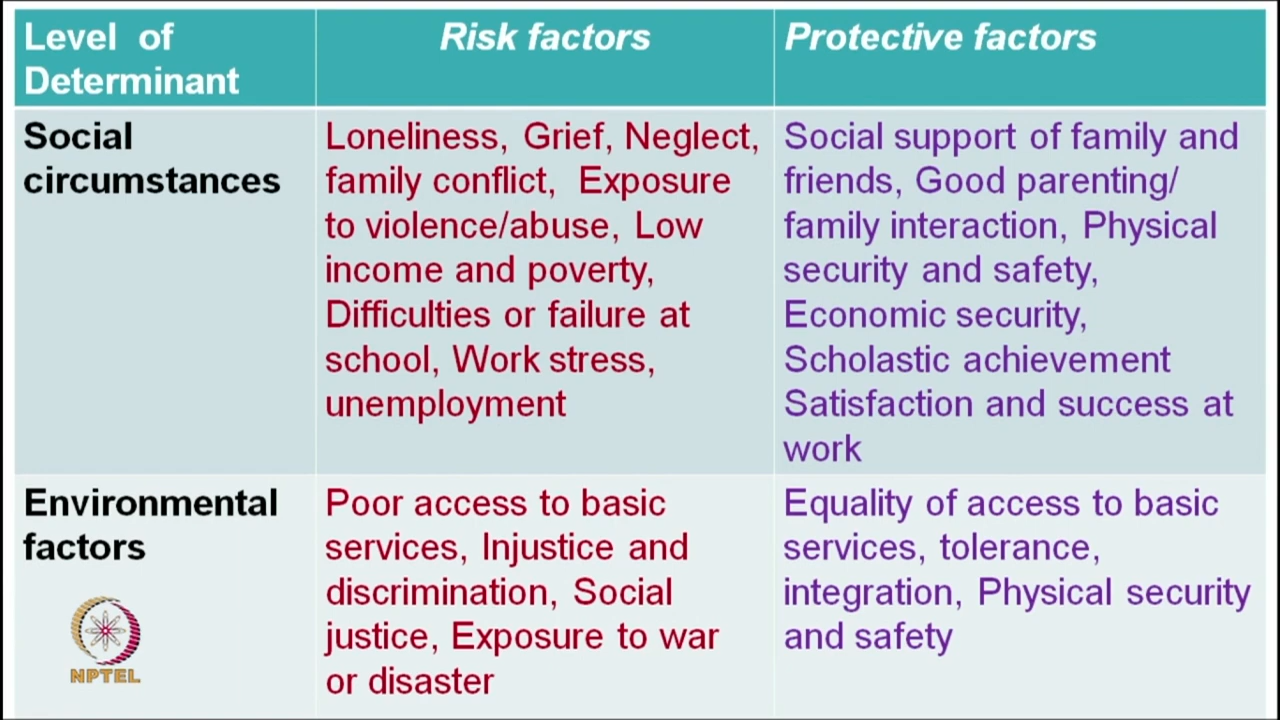 Level of
Determinant
Risk factors
Protective factors
Social
circumstances
Loneliness, Grief, Neglect,
family conflict, Exposure
to violence/abuse, Low
income and poverty,
Difficulties or failure at
school, Work stress,
unemployment
Social support of family and
friends, Good parenting/
family interaction, Physical
security and safety,
Economic security,
Scholastic achievement
Satisfaction and success at
work
Environmental
factors
Poor access to basic
services, Injustice and
discrimination, Social
justice, Exposure to war
or disaster
Equality of access to basic
services, tolerance,
integration, Physical security
and safety
NPTEL